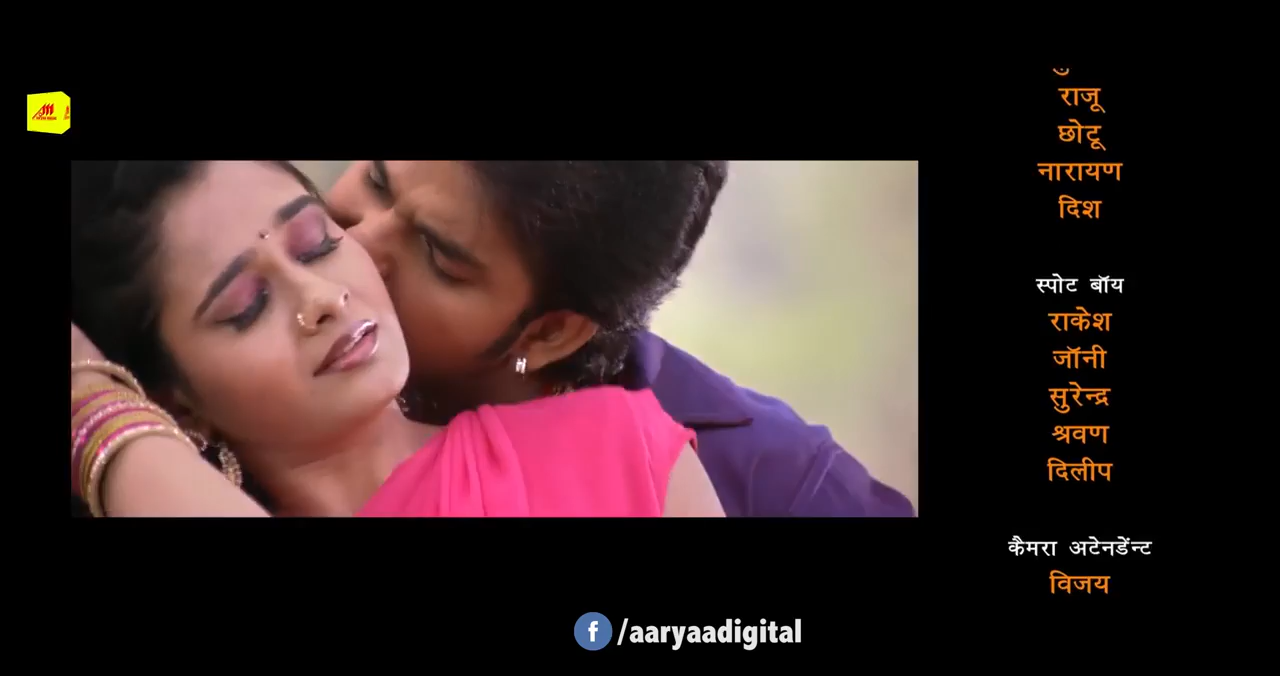 राजू
छोटू
नारायण
दिश
स्पोट बॉय
राकेश
जॉनी
सुरेन्द्र
श्रवण
दिलीप
कैमरा अटेनडेंन्ट
विजय
f /aaryaadigital